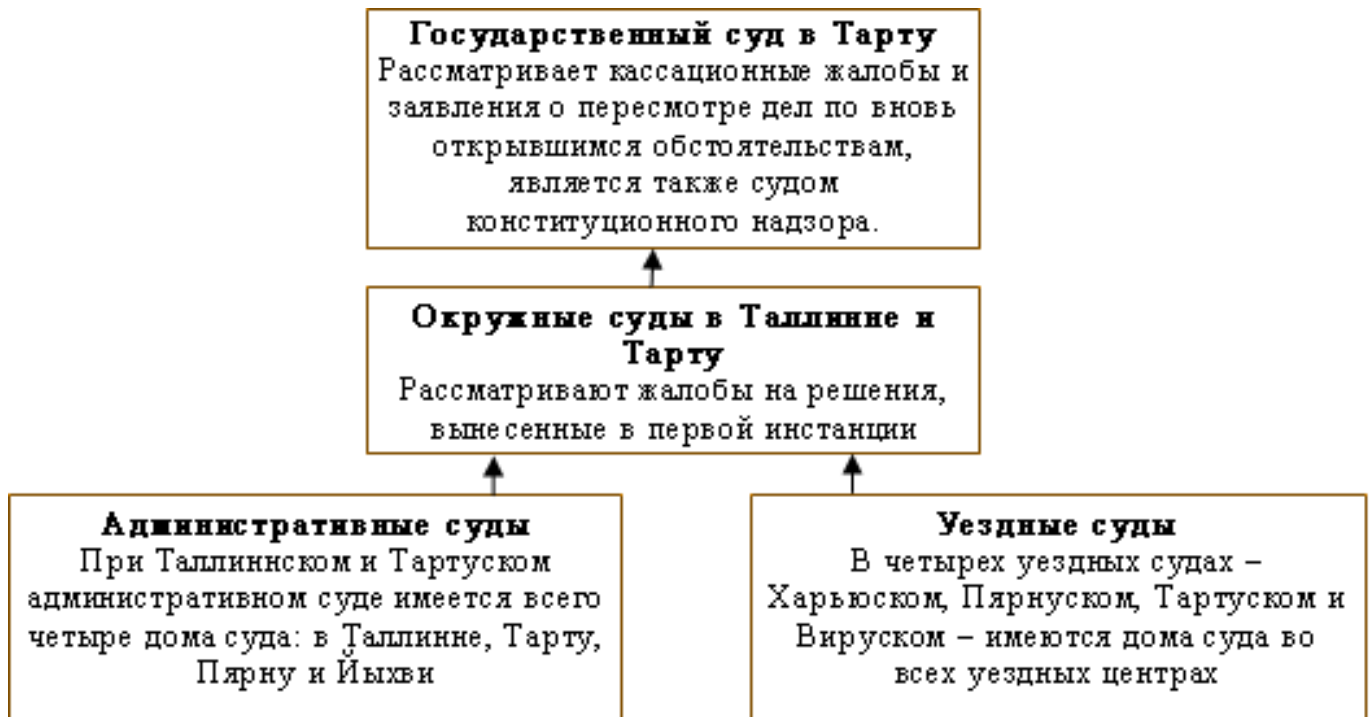 Государственный суд в Тарту
Рассматривает кассационные жалобы и
заявления о пересмотре дел по вновь
открывшимся обстоятельствам,
является также судом
конституционного надзора.
Окружные суды в Таллинне и
Тарту
Рассматривают жалобы на решения,
вынесенные в первой инстанции
Административные суды
При Таллиннском и Тартуском
административном суде имеется всего
четыре дома суда: в Таллинне, Тарту,
Пярну и Йыхви
Уездные суды
В четырех уездных судах –
Харьюском, Пярнуском, Тартуском и
Вируском – имеются дома суда во
всех уездных центрах